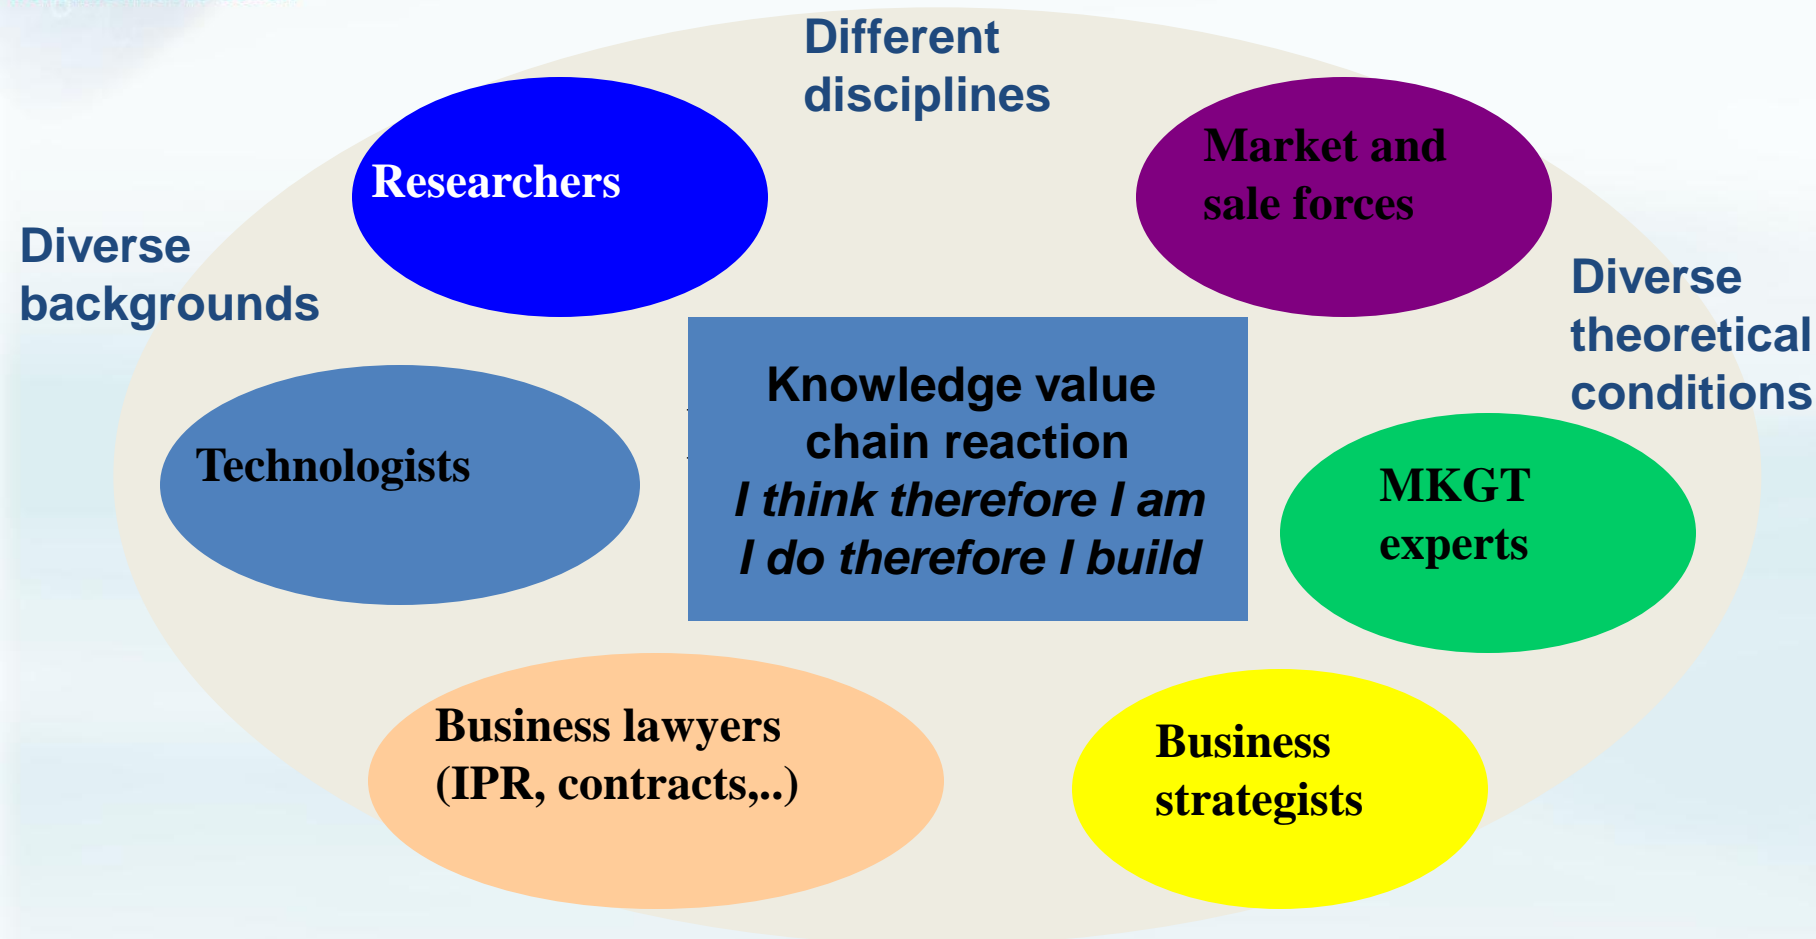 Different
disciplines
Researchers
Market and
sale forces
Diverse
backgrounds
Diverse
theoretical
conditions
Knowledge value
chain reaction
I think therefore I am
I do therefore I build
Technologists
MKGT
experts
Business lawyers
(IPR, contracts,..)
Business
strategists